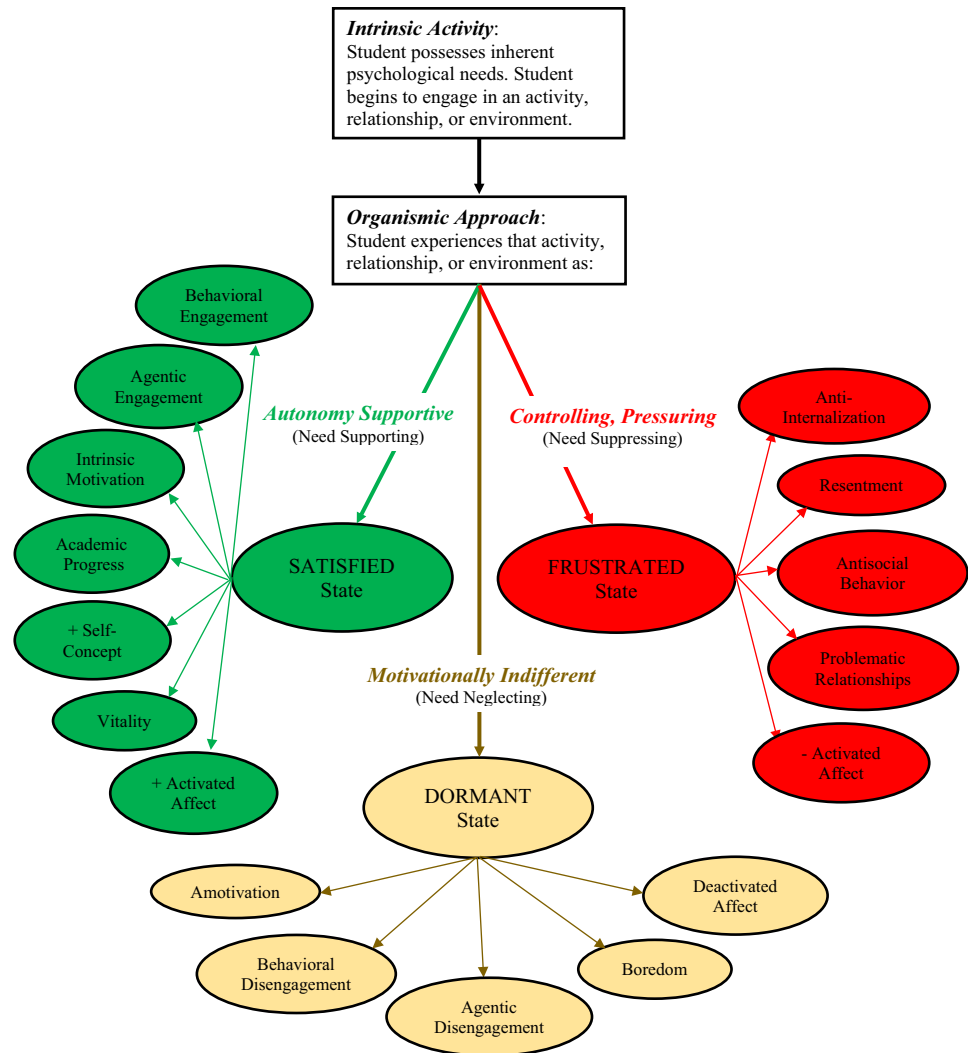 Intrinsic Activity:
Student possesses inherent
psychological needs. Student
begins to engage in an activity,
relationship, or environment.
Organismic Approach:
Student experiences that activity,
relationship, or environment as:
Behavioral
Engagement
Agentic
Engagement
Intrinsic
Motivation
Academic
Progress
+ Self-
Concept
Vitality
+ Activated
Affect
Autonomy Supportive
(Need Supporting)
SATISFIED
State
Controlling, Pressuring
(Need Suppressing)
FRUSTRATED
State
Anti-
Internalization
Resentment
Antisocial
Behavior
Problematic
Relationships
- Activated
Affect
Motivationally Indifferent
(Need Neglecting)
DORMANT
State
Amotivation
Behavioral
Disengagement
Agentic
Disengagement
Boredom
Deactivated
Affect